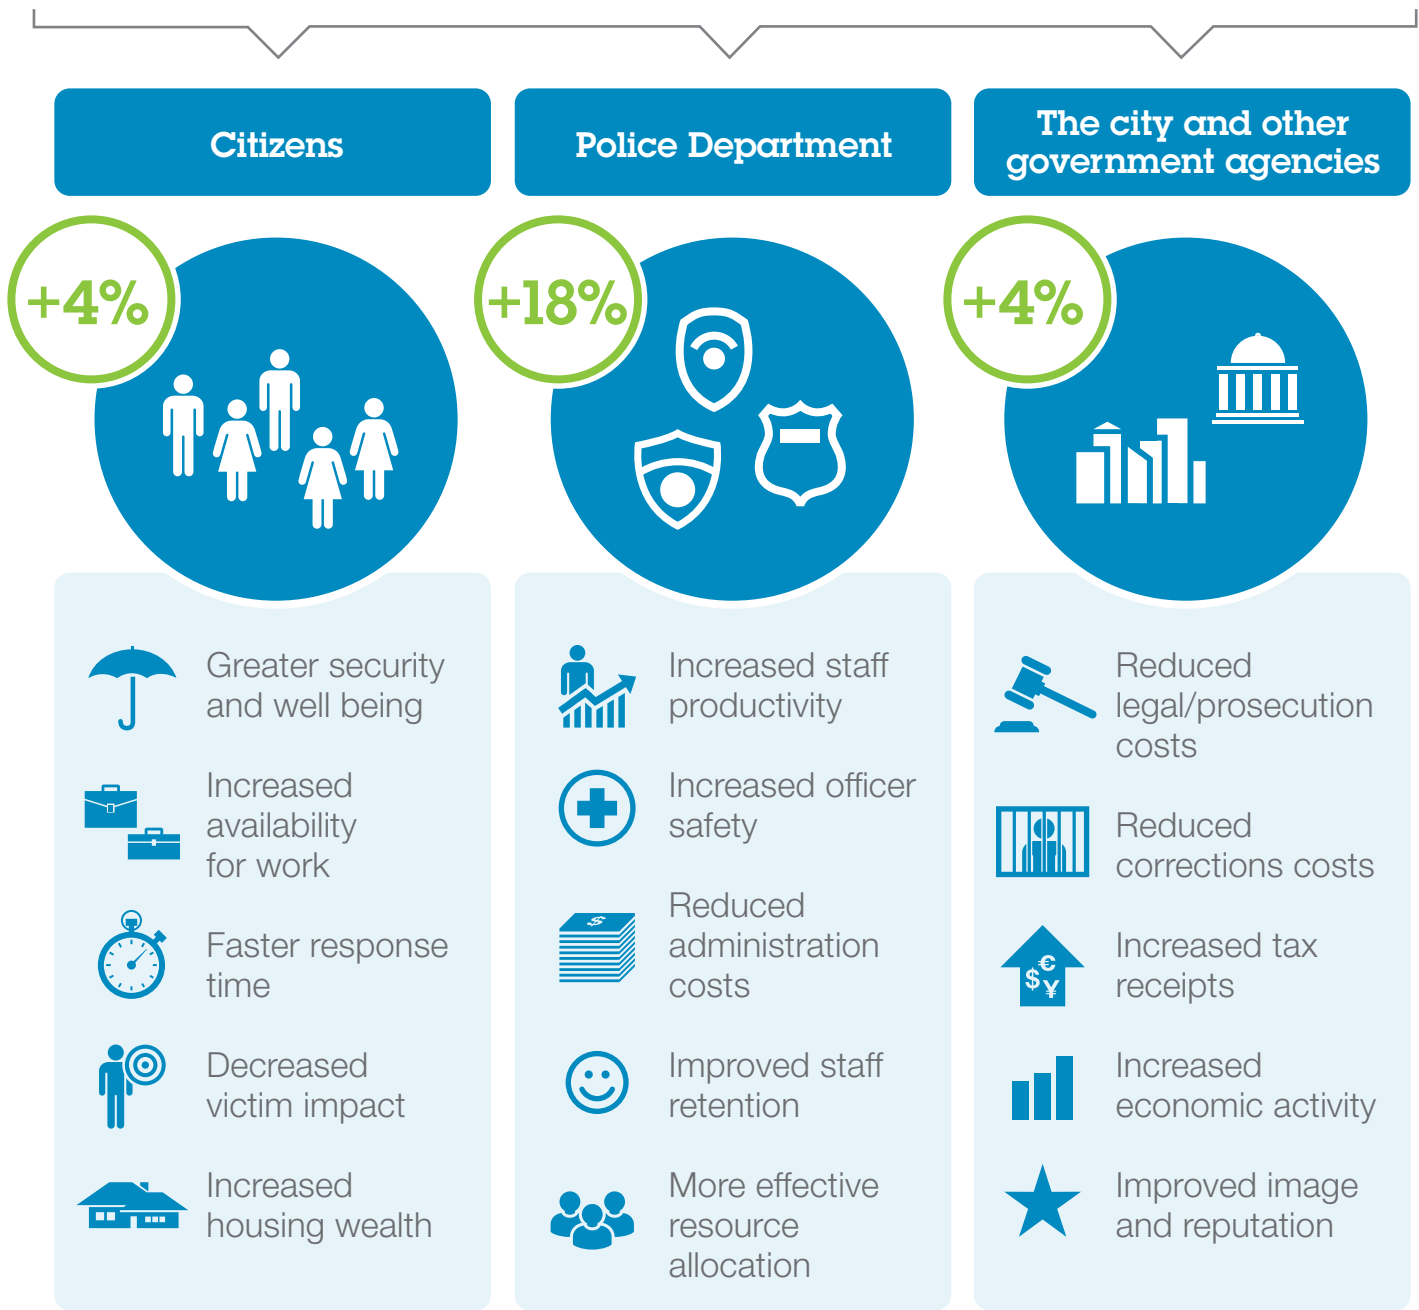 Citizens
+4%
Greater security
and well being
Increased
availability
for work
Faster response
time
Decreased
victim impact
Increased
housing wealth
Police Department
+18%
Increased staff
productivity
Increased officer
safety
$
Reduced
administration
costs
Improved staff
retention
More effective
resource
allocation
The city and other
government agencies
+4%
Reduced
legal/prosecution
costs
Reduced
corrections costs
$€
¥
Increased tax
receipts
Increased
economic activity
Improved image
and reputation